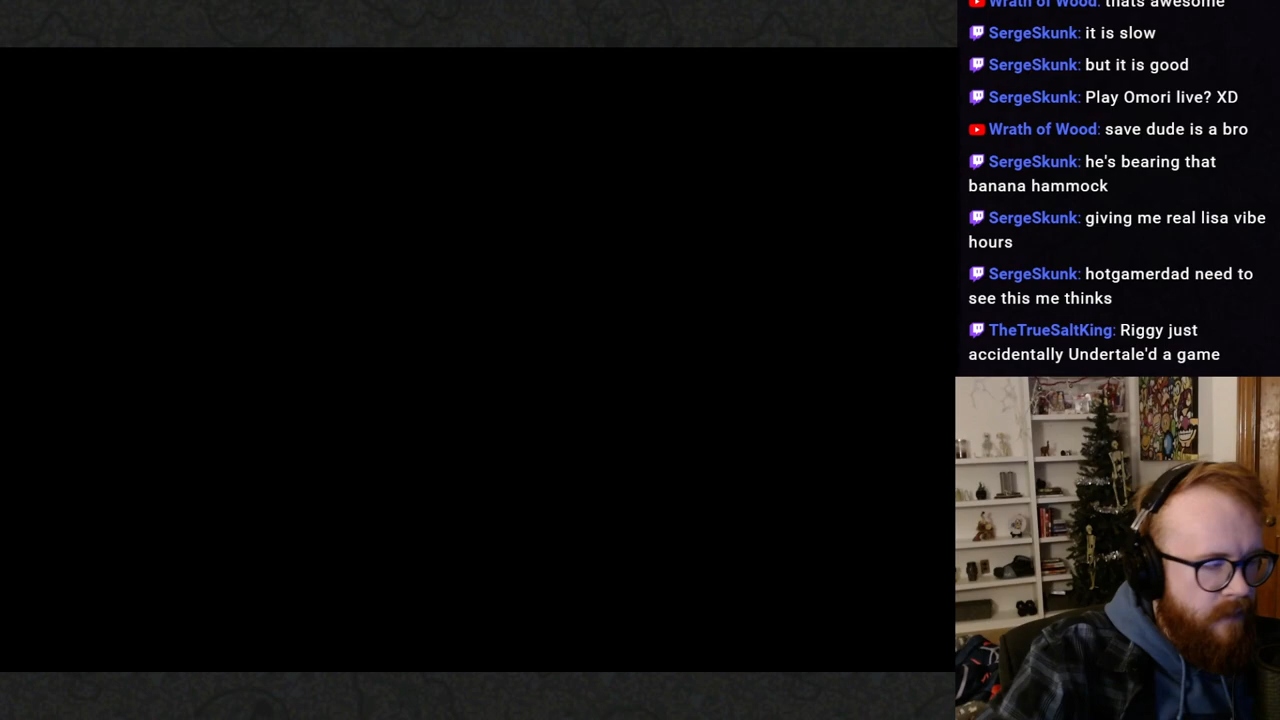 Wrath of Wood: thats awesome
SergeSkunk: it is slow
SergeSkunk: but it is good
SergeSkunk: Play Omori live? XD
Wrath of Wood: save dude is a bro
SergeSkunk: he's bearing that
banana hammock
SergeSkunk: giving me real lisa vibe
hours
SergeSkunk: hotgamerdad need to
see this me thinks
TheTrueSaltKing: Riggy just
accidentally Undertale'd a game